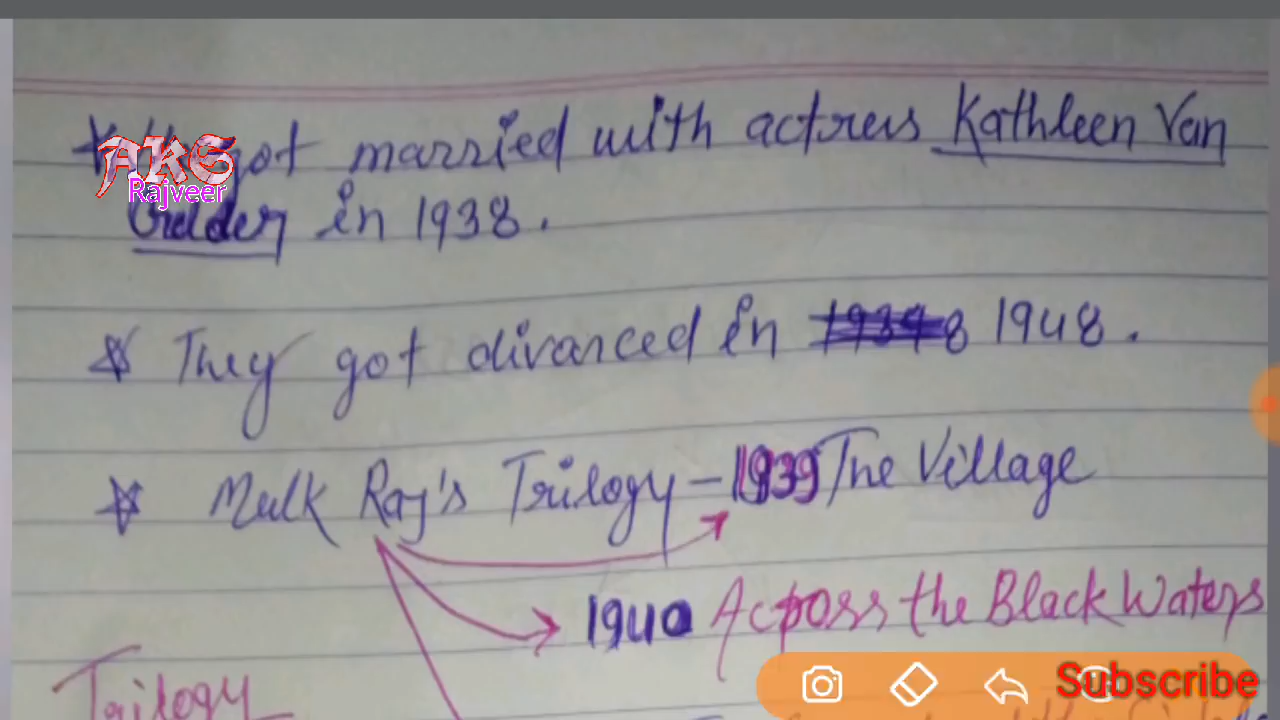 AKG
Rajveer
got married with actress Kathleen Van
Gelder in 1938.
They got divorced in 1948.
Mulk Raj's Trilogy - 1939 The Village
1940 Across the Black Waters
Trilogy
Subscribe